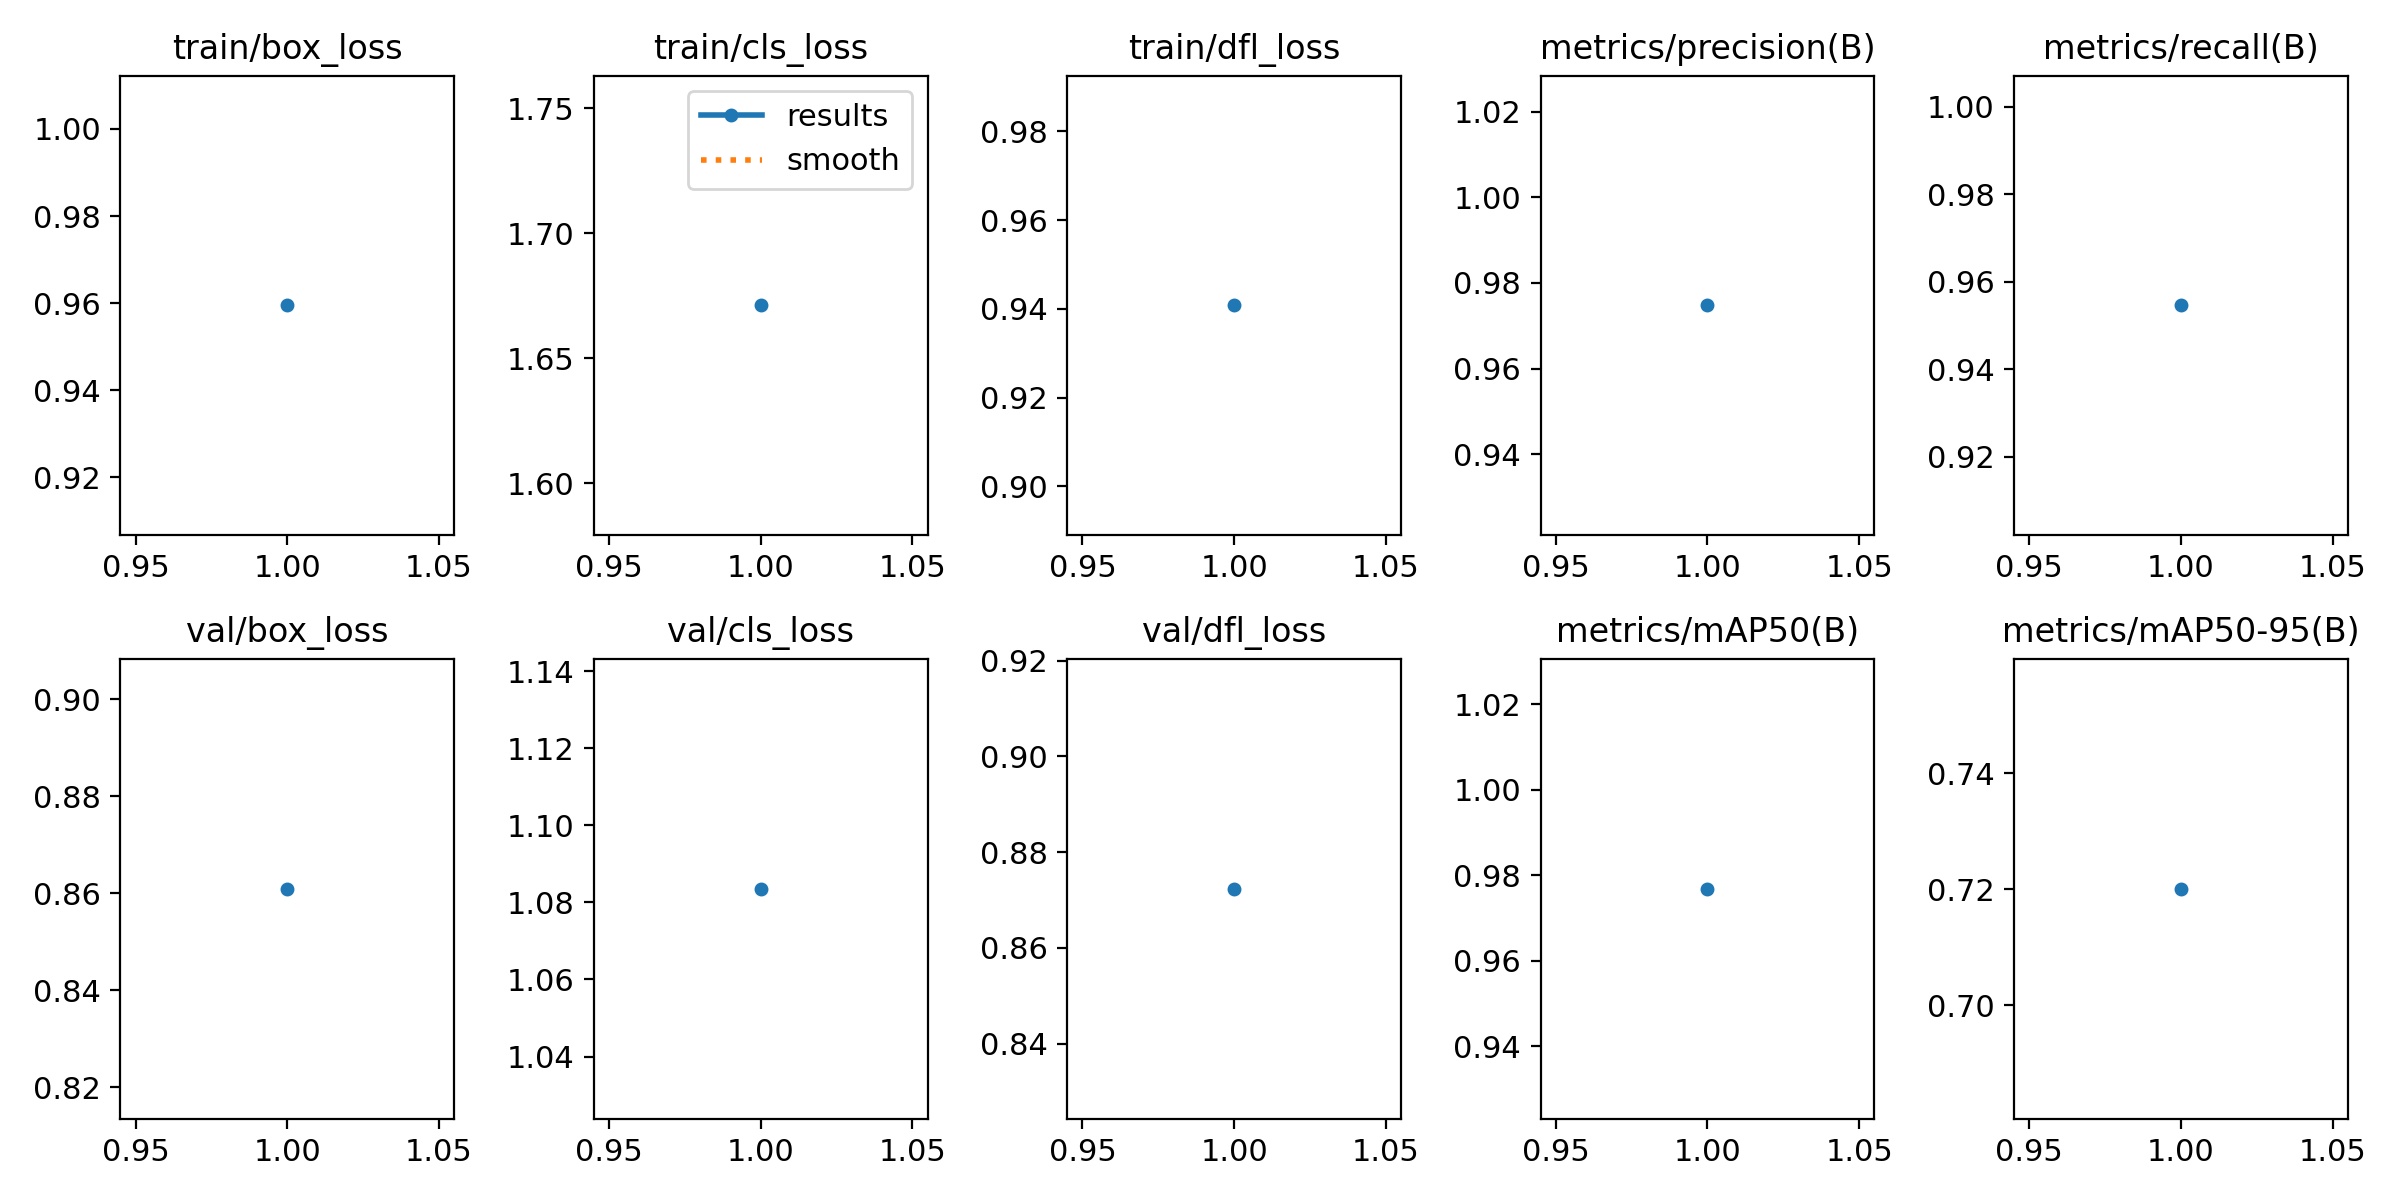 train/box_loss
1.00
0.98
0.96
0.94
0.92
0.95 1.00 1.05
train/cls_loss
results
smooth
1.75
1.70
1.65
1.60
0.95 1.00 1.05
train/dfl_loss
0.98
0.96
0.94
0.92
0.90
0.95 1.00 1.05
metrics/precision(B)
1.02
1.00
0.98
0.96
0.94
0.95 1.00 1.05
metrics/recall(B)
1.00
0.98
0.96
0.94
0.92
0.95 1.00 1.05
val/box_loss
0.90
0.88
0.86
0.84
0.82
0.95 1.00 1.05
val/cls_loss
1.14
1.12
1.10
1.08
1.06
1.04
0.95 1.00 1.05
val/dfl_loss
0.92
0.90
0.88
0.86
0.84
0.95 1.00 1.05
metrics/mAP50(B)
1.02
1.00
0.98
0.96
0.94
0.95 1.00 1.05
metrics/mAP50-95(B)
0.74
0.72
0.70
0.95 1.00 1.05